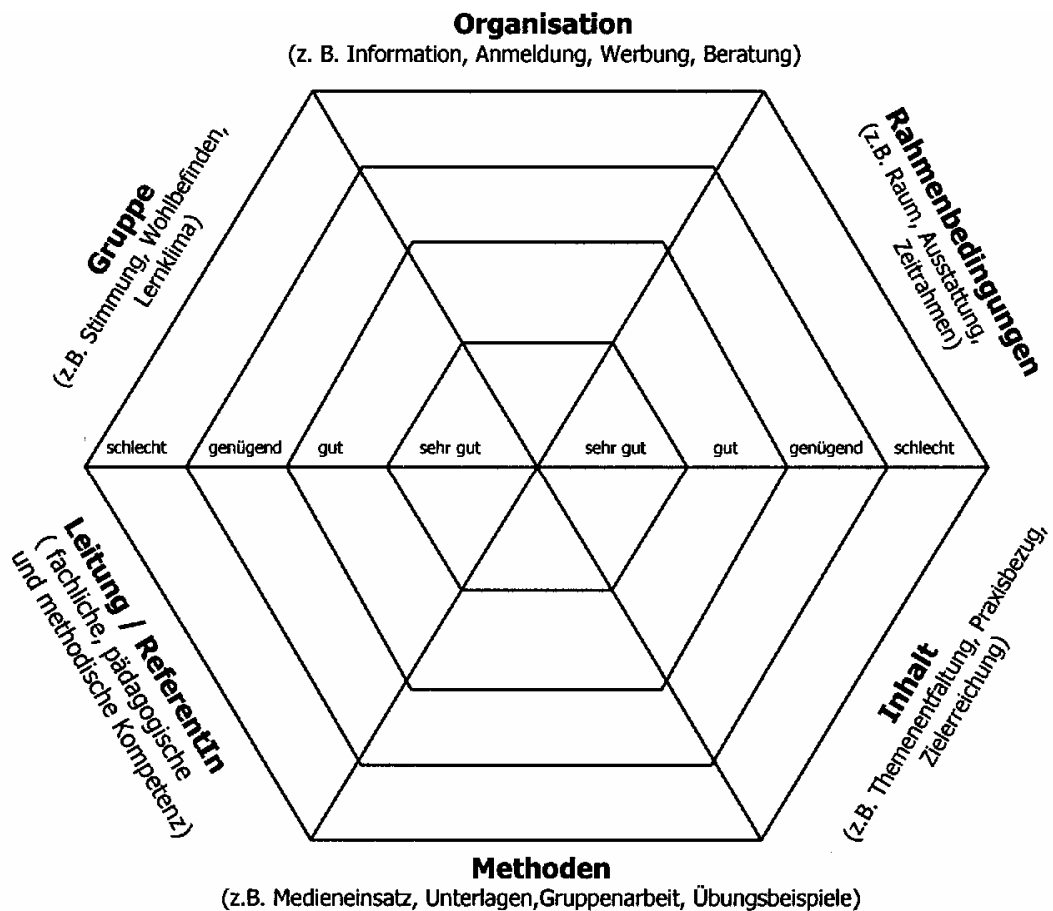 Organisation
(z. B. Information, Anmeldung, Werbung, Beratung)
Gruppe
(z.B. Stimmung, Wohlbefinden,
Lernklima)
Rahmenbedingungen
(z.B. Raum, Ausstattung,
Zeitrahmen)
schlecht genügend gut sehr gut sehr gut gut genügend schlecht
Leitung / ReferentIn
( fachliche, pädagogische
und methodische Kompetenz)
Inhalt
(z.B. Themenentfaltung, Praxisbezug,
Zielerreichung)
Methoden
(z.B. Medieneinsatz, Unterlagen,Gruppenarbeit, Übungsbeispiele)